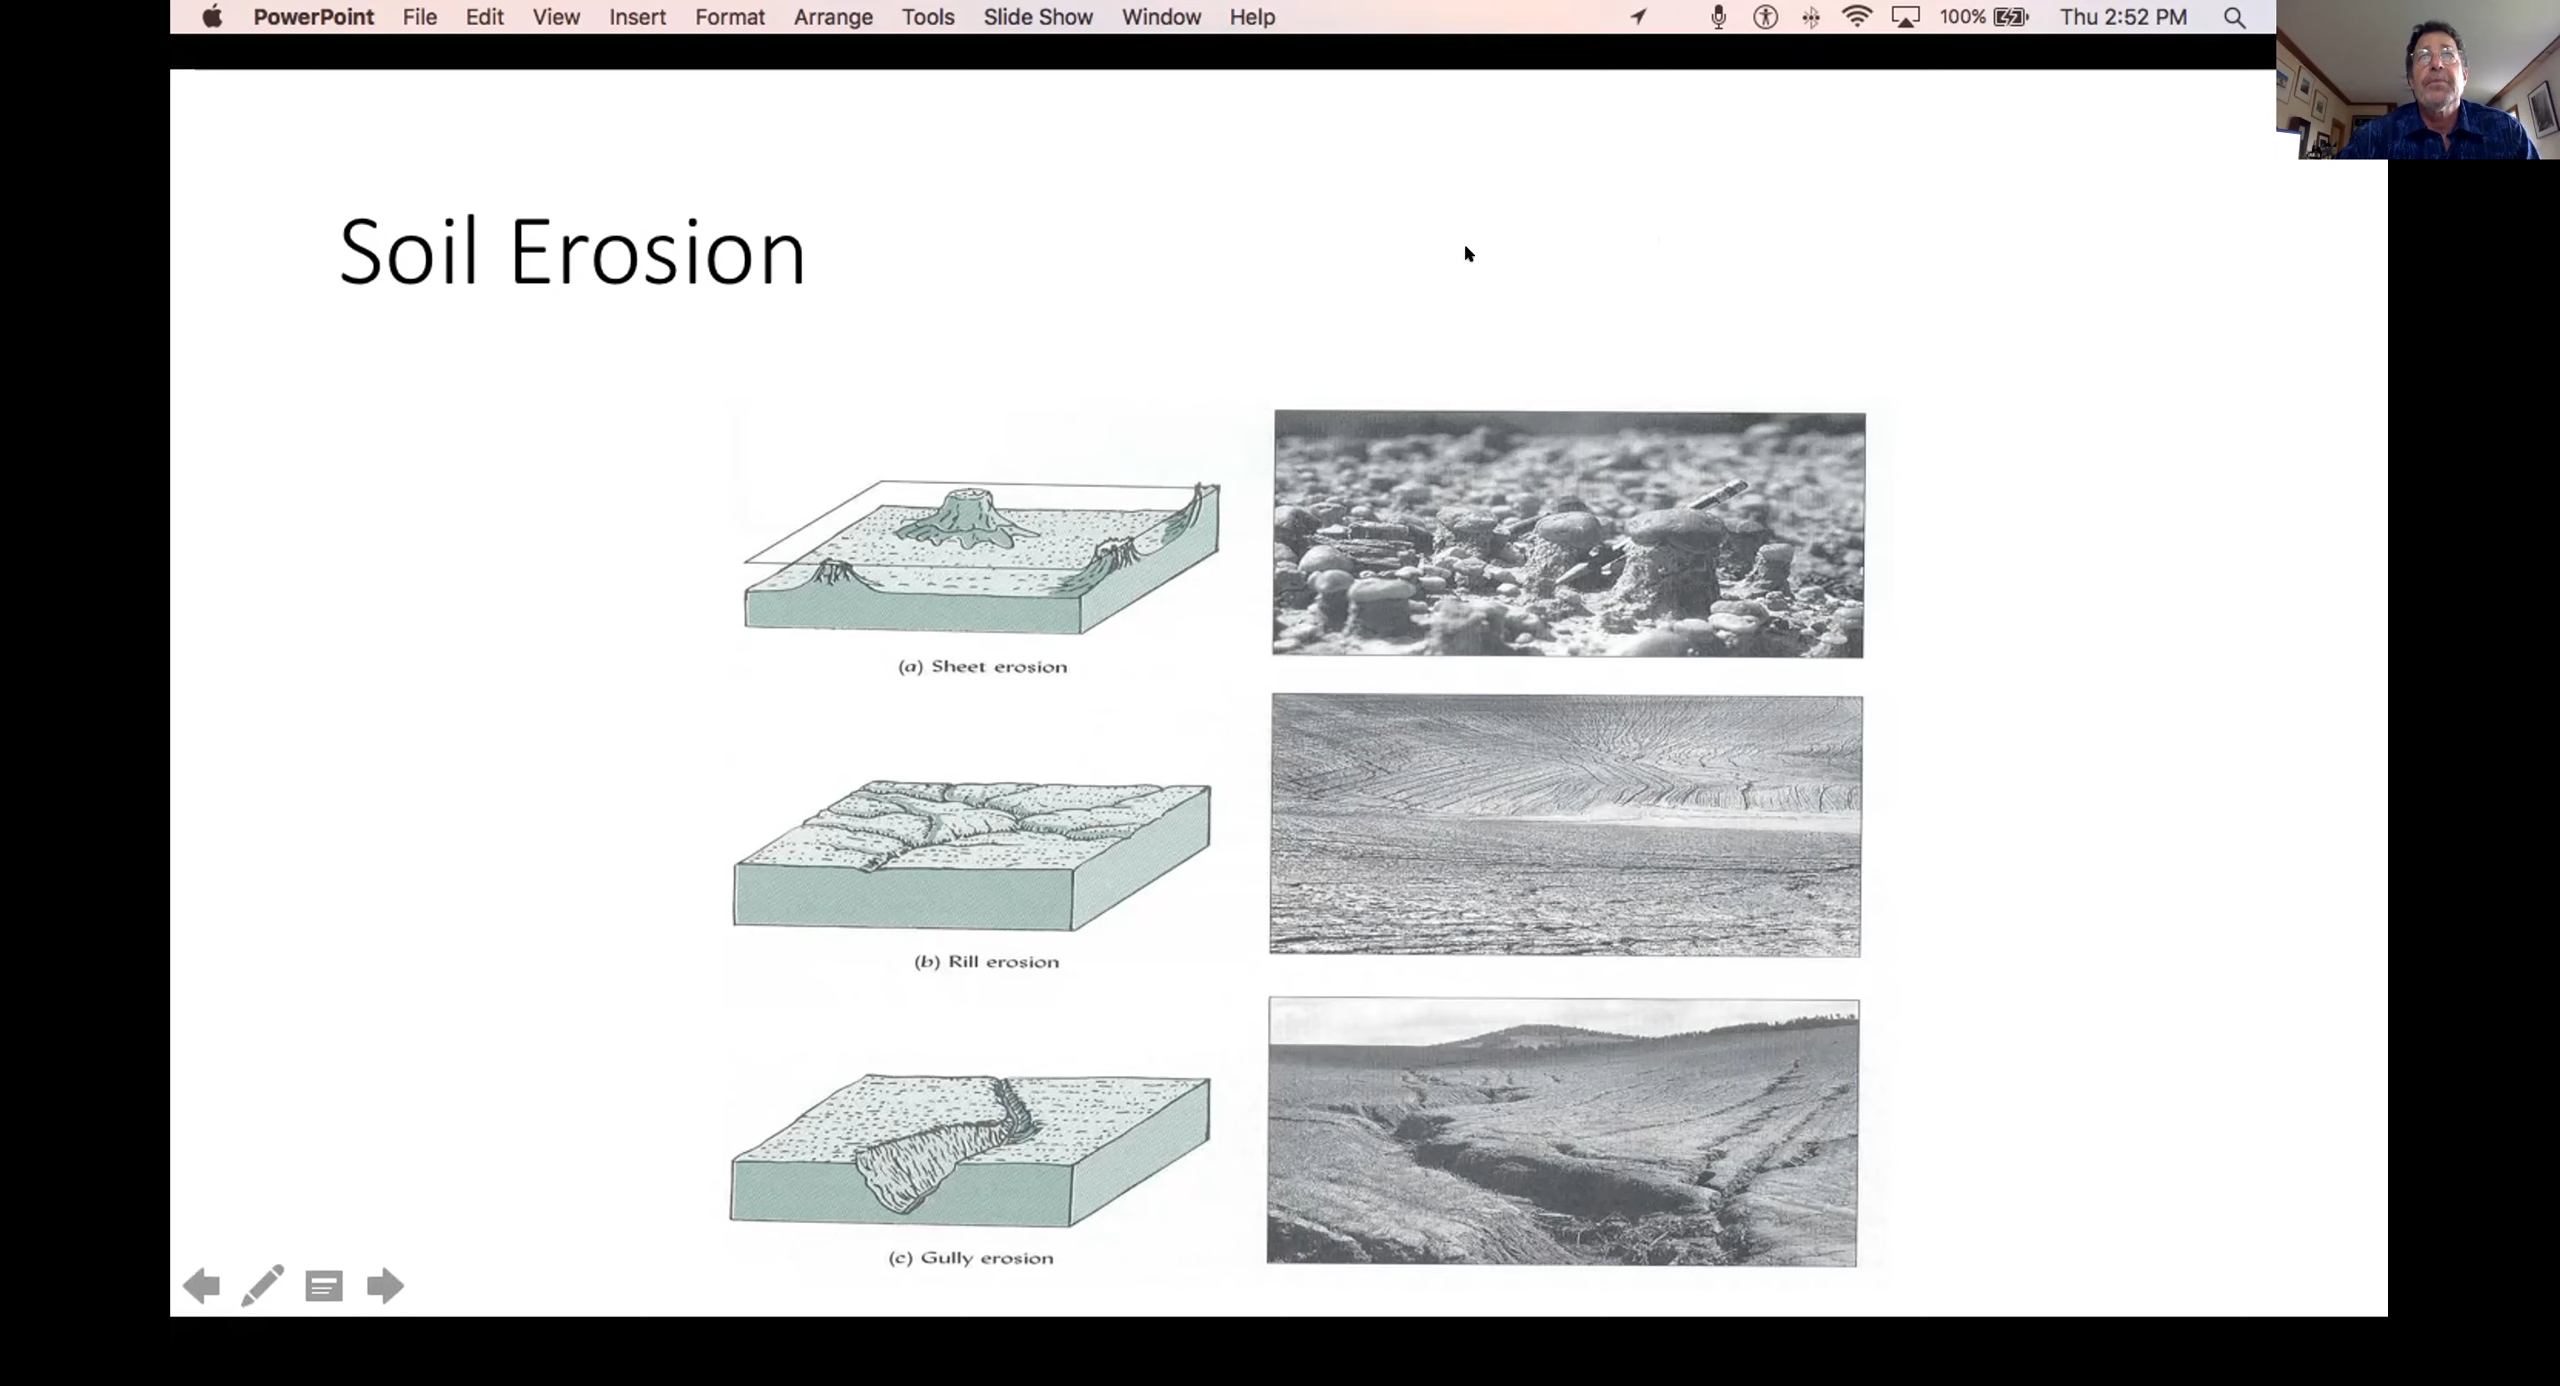 PowerPoint File Edit View Insert Format Arrange Tools Slide Show Window Help 100% Thu 2:52 PM
Soil Erosion
(a) Sheet erosion
(b) Rill erosion
(c) Gully erosion